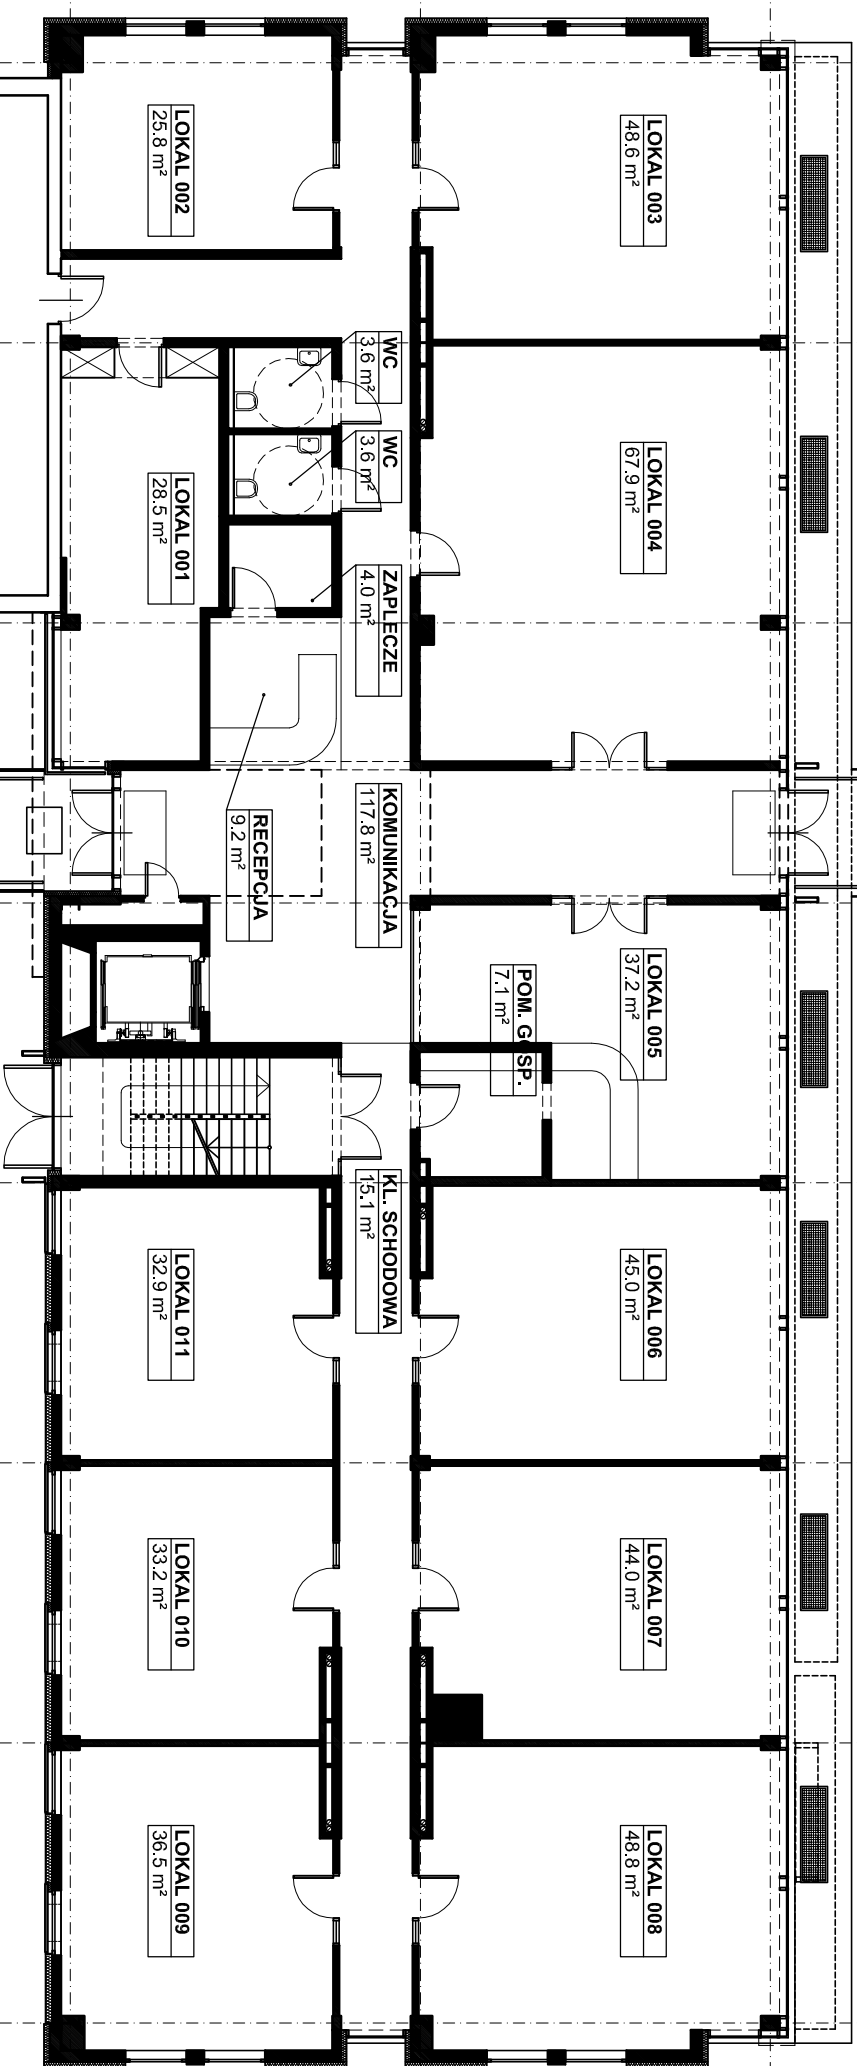 LOKAL 003
48.6 m²
LOKAL 002
25.8 m²
WC
3.6 m²
WC
3.6 m²
LOKAL 004
67.9 m²
LOKAL 001
28.5 m²
ZAPLECZE
4.0 m²
KOMUNIKACJA
117.8 m²
RECEPCJA
9.2 m²
LOKAL 005
37.2 m²
POM. GOSP.
7.1 m²
KL. SCHODOWA
15.1 m²
LOKAL 006
45.0 m²
LOKAL 011
32.9 m²
LOKAL 007
44.0 m²
LOKAL 010
33.2 m²
LOKAL 008
48.8 m²
LOKAL 009
36.5 m²